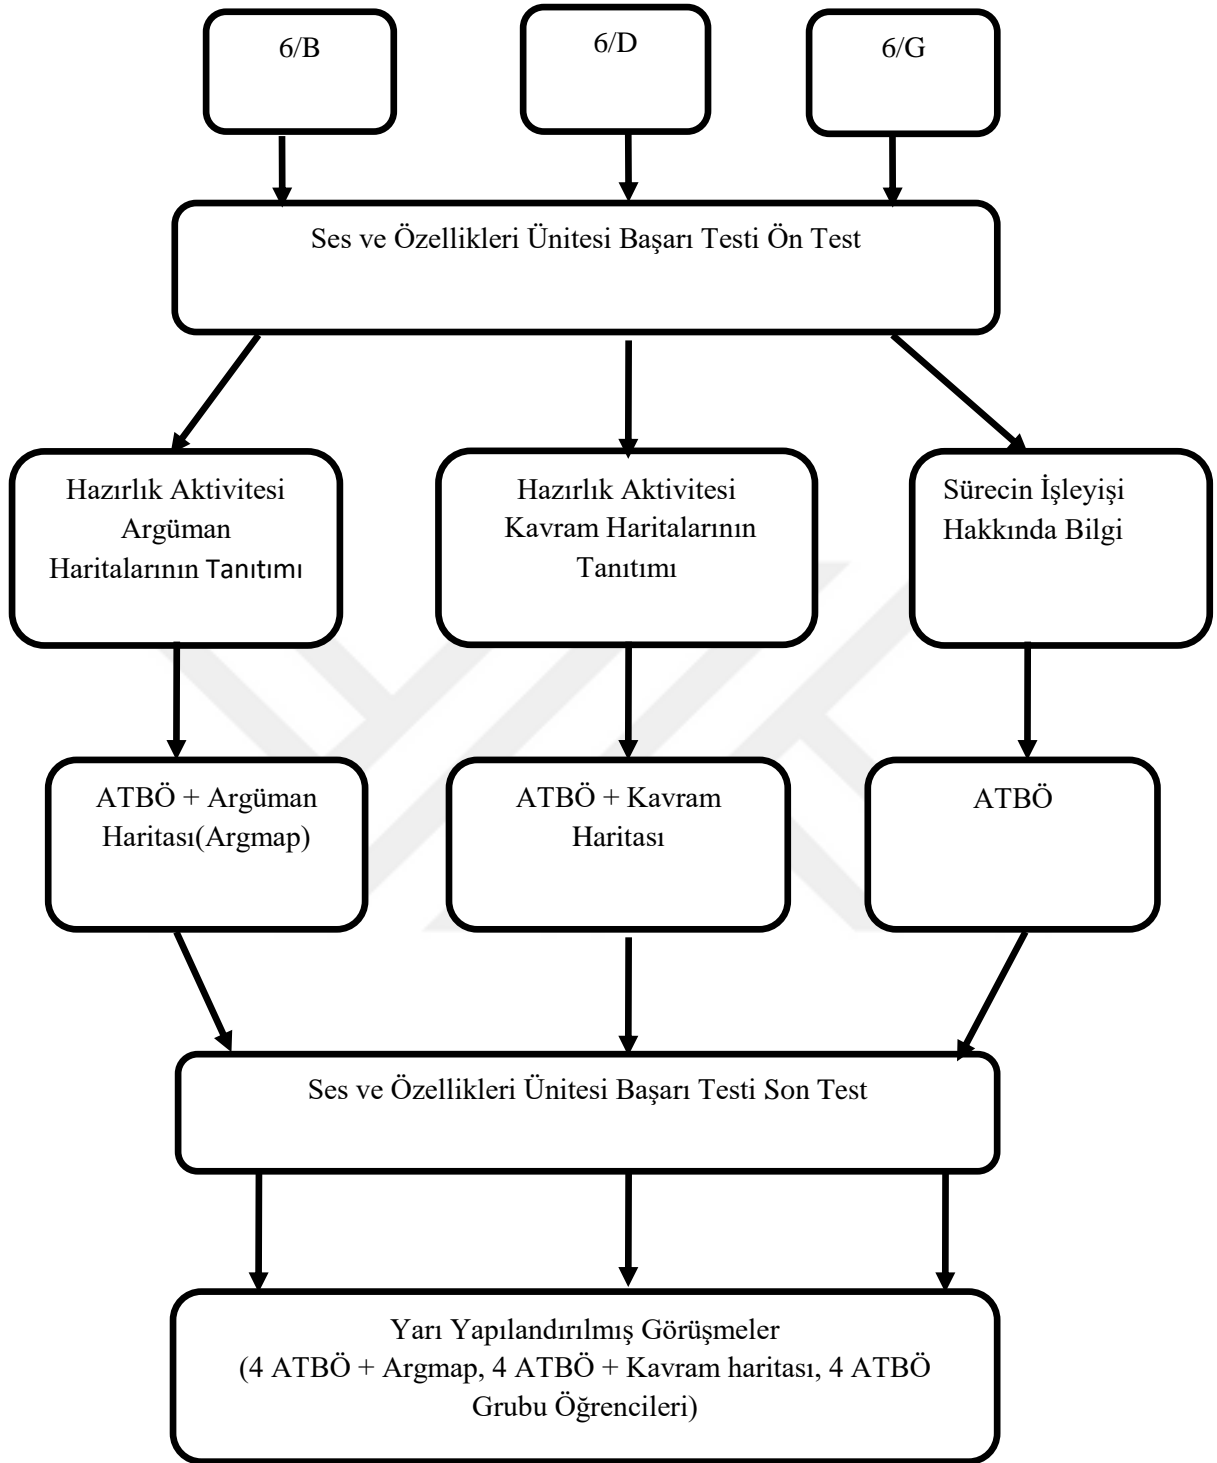 6/B
6/D
6/G
Ses ve Özellikleri Ünitesi Başarı Testi Ön Test
Hazırlık Aktivitesi
Argüman
Haritalarının Tanıtımı
Hazırlık Aktivitesi
Kavram Haritalarının
Tanıtımı
Sürecin İşleyişi
Hakkında Bilgi
ATBÖ + Argüman
Haritası(Argmap)
ATBÖ + Kavram
Haritası
ATBÖ
Ses ve Özellikleri Ünitesi Başarı Testi Son Test
Yarı Yapılandırılmış Görüşmeler
(4 ATBÖ + Argmap, 4 ATBÖ + Kavram haritası, 4 ATBÖ
Grubu Öğrencileri)